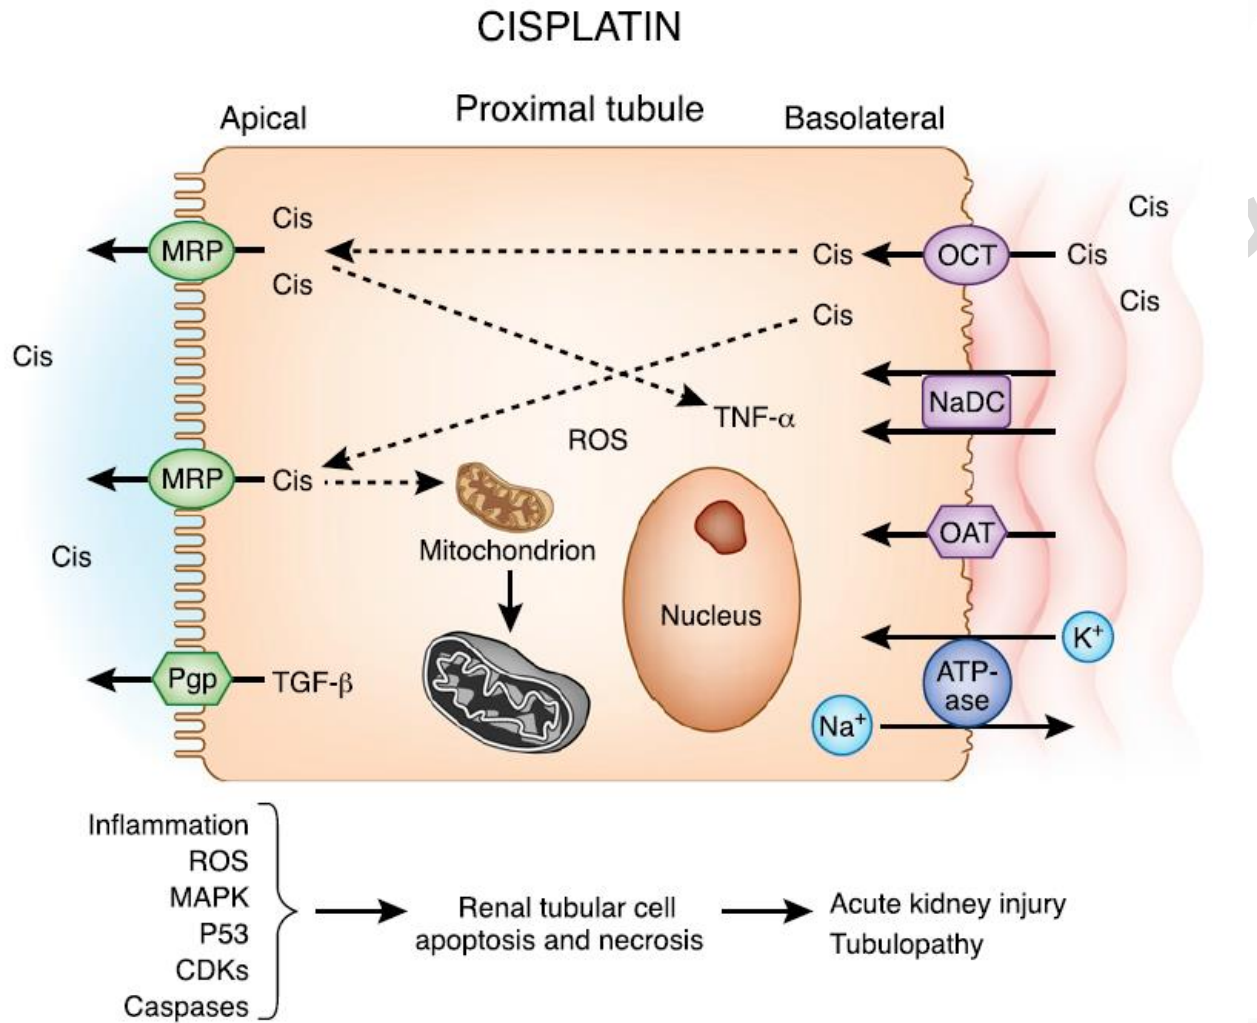 CISPLATIN
Apical
Proximal tubule
Basolateral
Cis
Cis
MRP
Cis
OCT
Cis
Cis
Cis
Cis
Cis
NaDC
TNF-α
ROS
MRP
Cis
OAT
Mitochondrion
Cis
Nucleus
K+
Pgp
TGF-β
ATP-
ase
Na+
Inflammation
ROS
MAPK
P53
CDKs
Caspases
Renal tubular cell
apoptosis and necrosis
Acute kidney injury
Tubulopathy